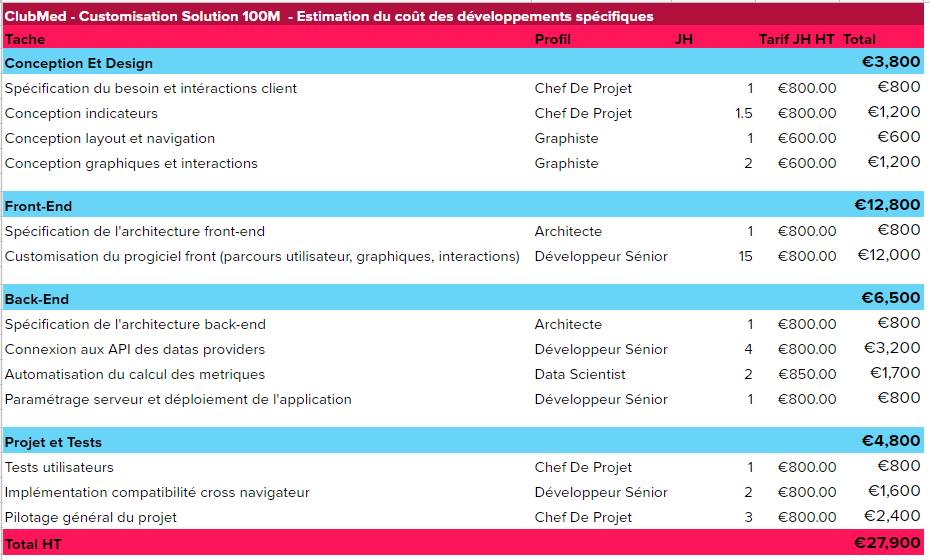 ClubMed - Customisation Solution 100M - Estimation du coût des développements spécifiques
Tache Profil JH Tarif JH HT Total
Conception Et Design €3,800
Spécification du besoin et intéractions client Chef De Projet 1 €800.00 €800
Conception indicateurs Chef De Projet 1.5 €800.00 €1,200
Conception layout et navigation Graphiste 1 €600.00 €600
Conception graphiques et interactions Graphiste 2 €600.00 €1,200
Front-End €12,800
Spécification de l'architecture front-end Architecte 1 €800.00 €800
Customisation du progiciel front (parcours utilisateur, graphiques, interactions) Développeur Sénior 15 €800.00 €12,000
Back-End €6,500
Spécification de l'architecture back-end Architecte 1 €800.00 €800
Connexion aux API des datas providers Développeur Sénior 4 €800.00 €3,200
Automatisation du calcul des metriques Data Scientist 2 €850.00 €1,700
Paramétrage serveur et déploiement de l'application Développeur Sénior 1 €800.00 €800
Projet et Tests €4,800
Tests utilisateurs Chef De Projet 1 €800.00 €800
Implémentation compatibilité cross navigateur Développeur Sénior 2 €800.00 €1,600
Pilotage général du projet Chef De Projet 3 €800.00 €2,400
Total HT €27,900